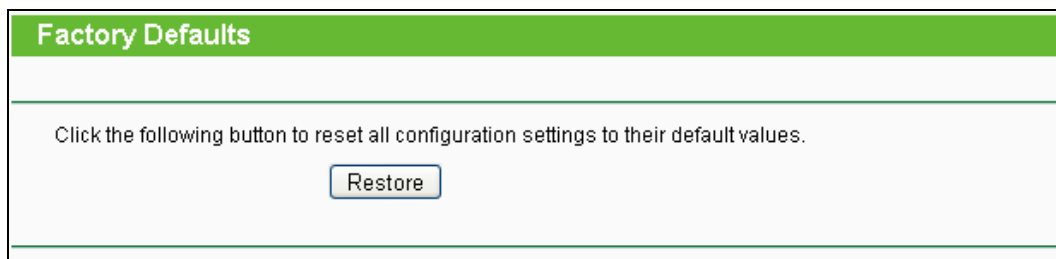 Factory Defaults
Click the following button to reset all configuration settings to their default values.
Restore